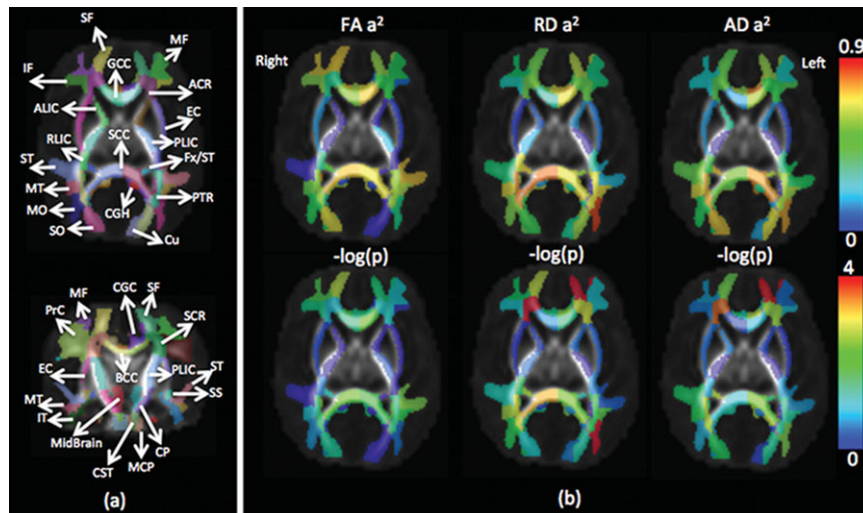 SF
MF
GCC
IF
ACR
ALIC
EC
RLIC
SCC
PLIC
ST
Fx/ST
MT
PTR
MO
CGH
SO
Cu
CGC
SF
MF
PrC
SCR
EC
BCC
PLIC
ST
MT
SS
IT
MidBrain
CP
CST
MCP
(a)
FA a²
RD a²
AD a²
0.9
Right
Left
0
-log(p)
-log(p)
-log(p)
4
0
(b)